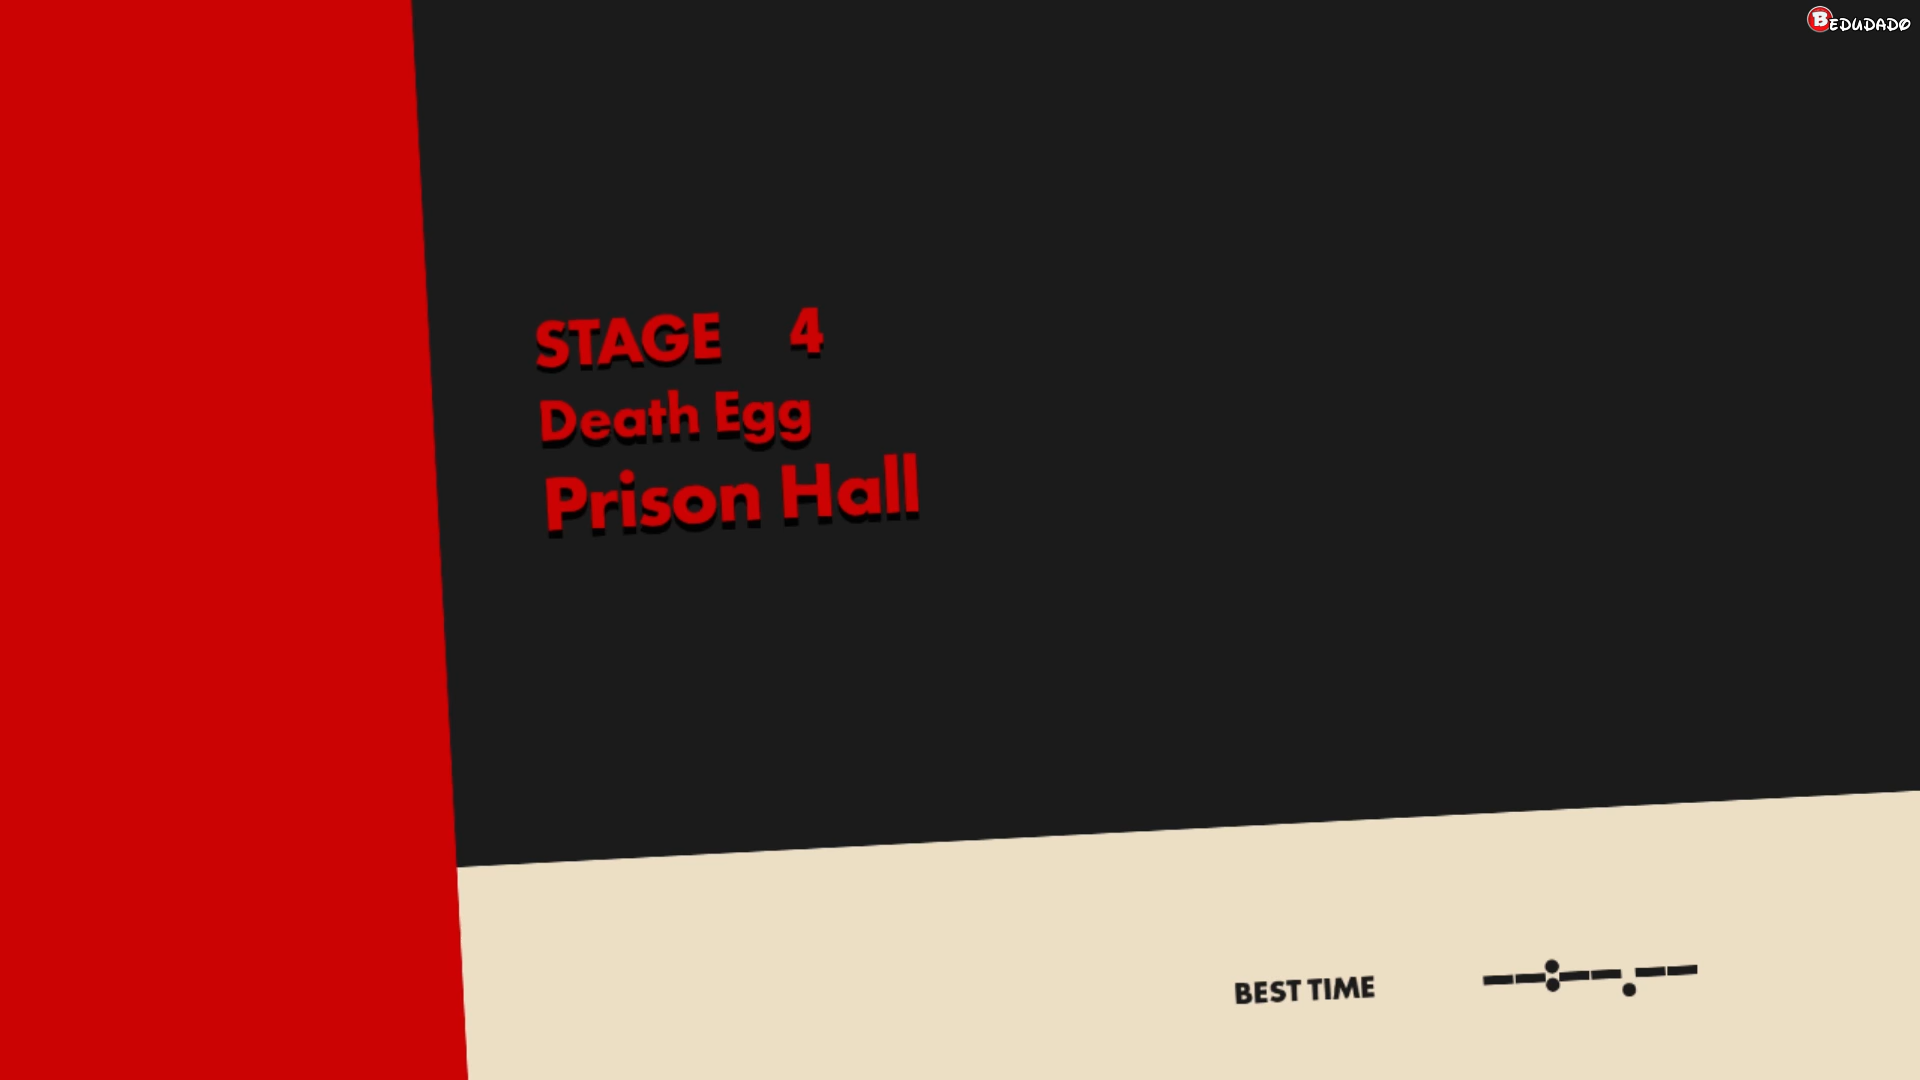 BEDUDADO
STAGE 4
Death Egg
Prison Hall
BEST TIME --:--.--